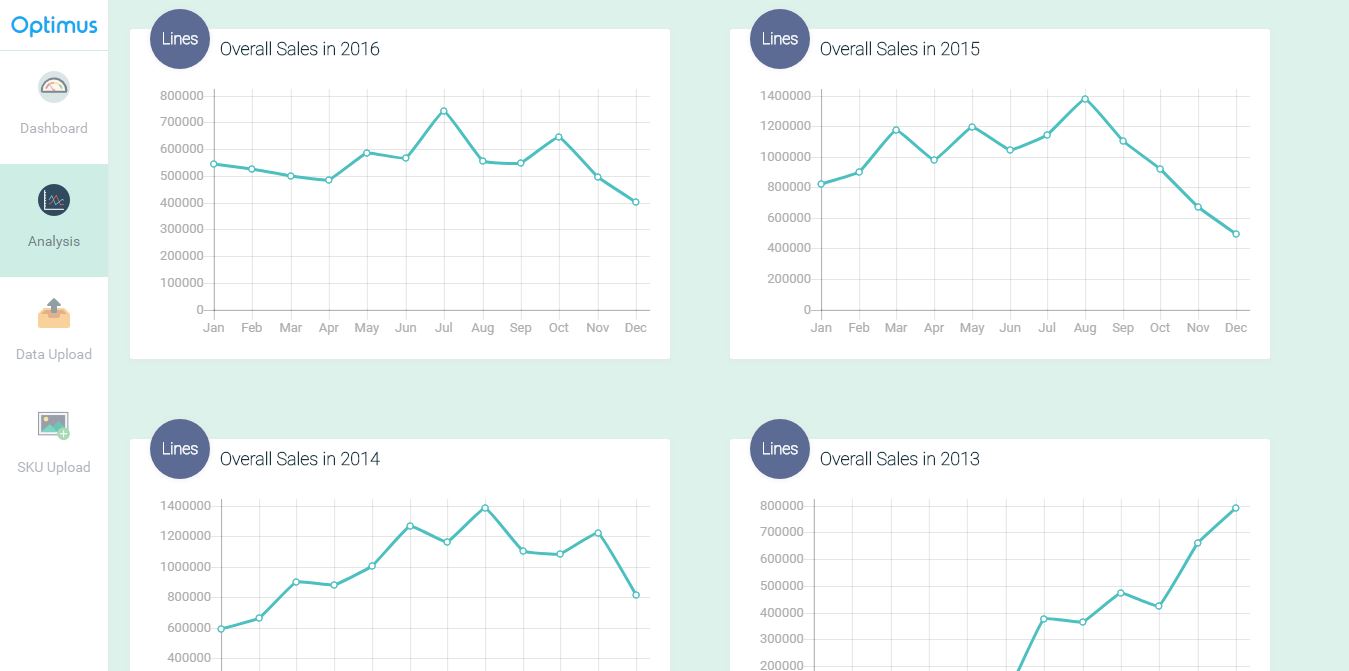 Optimus
Dashboard
Analysis
Data Upload
SKU Upload
Lines
Overall Sales in 2016
800000
700000
600000
500000
400000
300000
200000
100000
0
Jan Feb Mar Apr May Jun Jul Aug Sep Oct Nov Dec
Lines
Overall Sales in 2015
1400000
1200000
1000000
800000
600000
400000
200000
0
Jan Feb Mar Apr May Jun Jul Aug Sep Oct Nov Dec
Lines
Overall Sales in 2014
1400000
1200000
1000000
800000
600000
400000
Lines
Overall Sales in 2013
800000
700000
600000
500000
400000
300000
200000